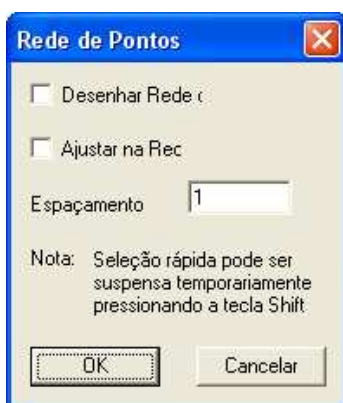 Rede de Pontos
Desenhar Rede
Ajustar na
Espaçamento 1
Nota: Seleção rápida pode ser
suspensa temporariamente
pressionando a tecla Shift
OK Cancelar